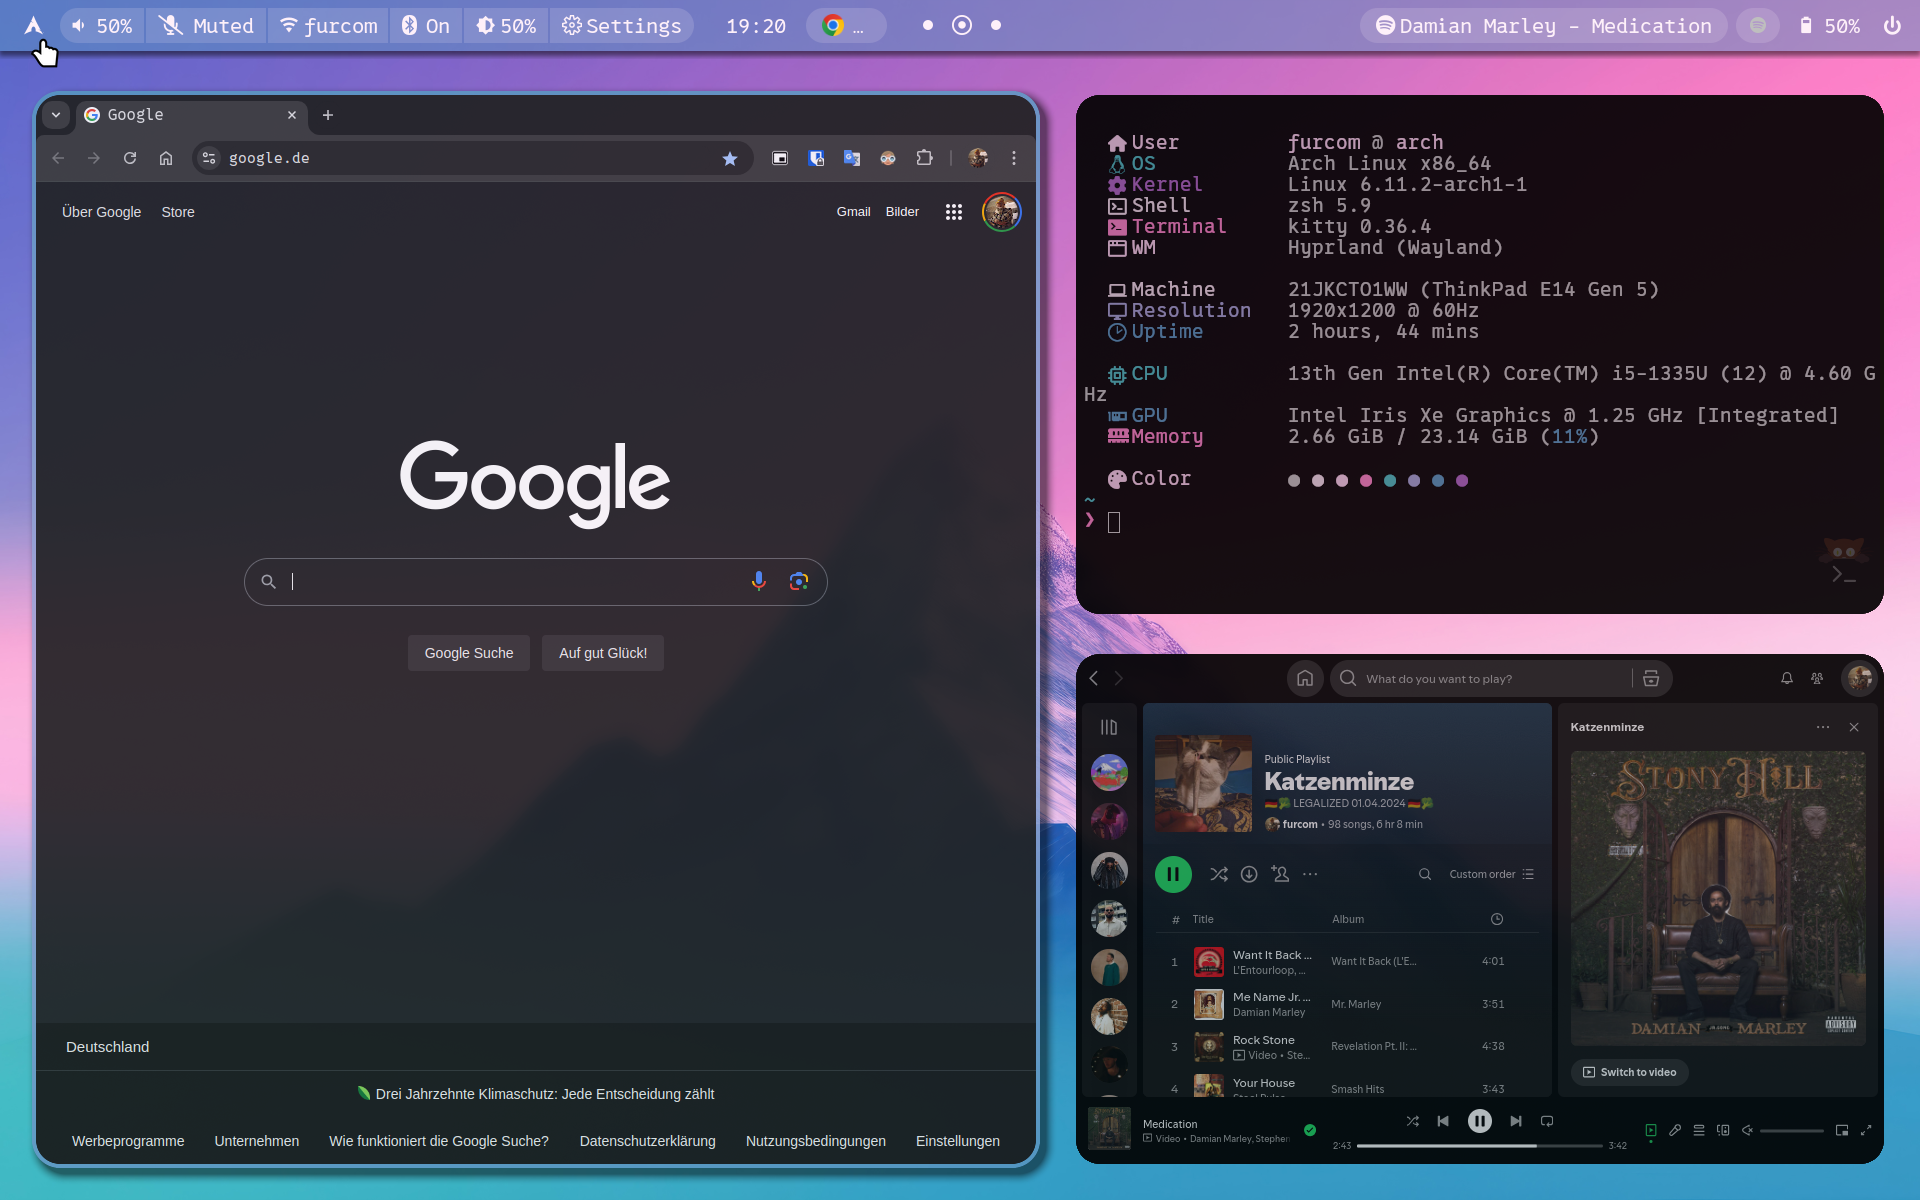 50% Muted ƒurcom On 50% Settings 19:20 ... Damian Marley - Medication 50%
Google
google.de
Über Google Store Gmail Bilder
Google
Google Suche Auf gut Glück!
Deutschland
Drei Jahrzehnte Klimaschutz: Jede Entscheidung zählt
Werbeprogramme Unternehmen Wie funktioniert die Google Suche? Datenschutzerklärung Nutzungsbedingungen Einstellungen
User ƒurcom @ arch
OS Arch Linux x86_64
Kernel Linux 6.11.2-arch1-1
Shell zsh 5.9
Terminal kitty 0.36.4
WM Hyprland (Wayland)
Machine 21JKCTO1WW (ThinkPad E14 Gen 5)
Resolution 1920x1200 @ 60Hz
Uptime 2 hours, 44 mins
CPU 13th Gen Intel(R) Core(TM) i5-1335U (12) @ 4.60 G
Hz
GPU Intel Iris Xe Graphics @ 1.25 GHz [Integrated]
Memory 2.66 GiB / 23.14 GiB (11%)
Color
~
❯
What do you want to play?
Public Playlist
Katzenminze
LEGALIZED 01.04.2024
furcom • 98 songs, 6 hr 8 min
Custom order
# Title Album
1 Want It Back ... Want It Back (L'E... 4:01
L'Entourloop, ...
2 Me Name Jr. ... Mr. Marley 3:51
Damian Marley
3 Rock Stone Revelation Pt. II: ... 4:38
Video • Ste...
4 Your House Smash Hits 3:43
Steel Pulse
Katzenminze
STONY HILL
DAMIAN JR. GONG MARLEY
PARENTAL ADVISORY
Switch to video
Medication
Video • Damian Marley, Stephen
2:43 3:42